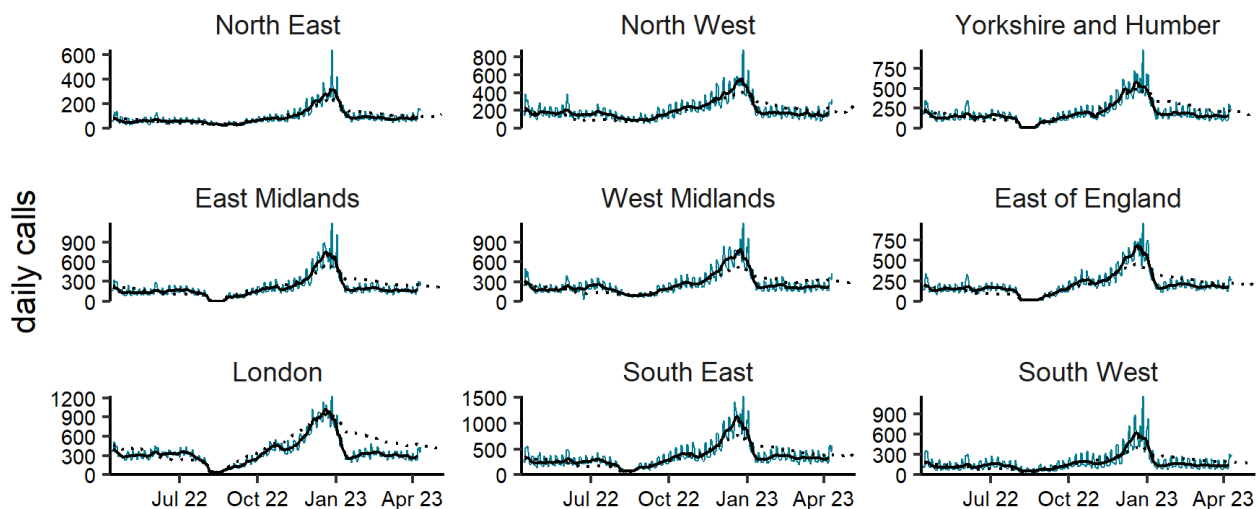 North East
North West
Yorkshire and Humber
600
400
200
0
800
600
400
200
0
750
500
250
0
East Midlands
West Midlands
East of England
daily calls
900
600
300
0
900
600
300
0
750
500
250
0
London
South East
South West
1200
900
600
300
0
1500
1000
500
0
900
600
300
0
Jul 22 Oct 22 Jan 23 Apr 23
Jul 22 Oct 22 Jan 23 Apr 23
Jul 22 Oct 22 Jan 23 Apr 23